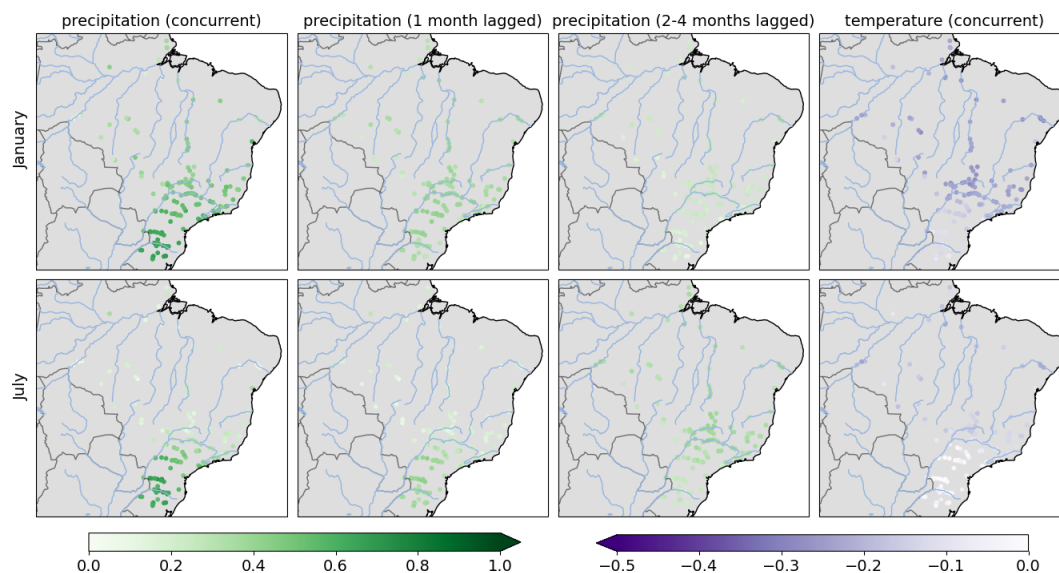 precipitation (concurrent)
precipitation (1 month lagged)
precipitation (2-4 months lagged)
temperature (concurrent)
January
July
0.0 0.2 0.4 0.6 0.8 1.0
−0.5 −0.4 −0.3 −0.2 −0.1 0.0